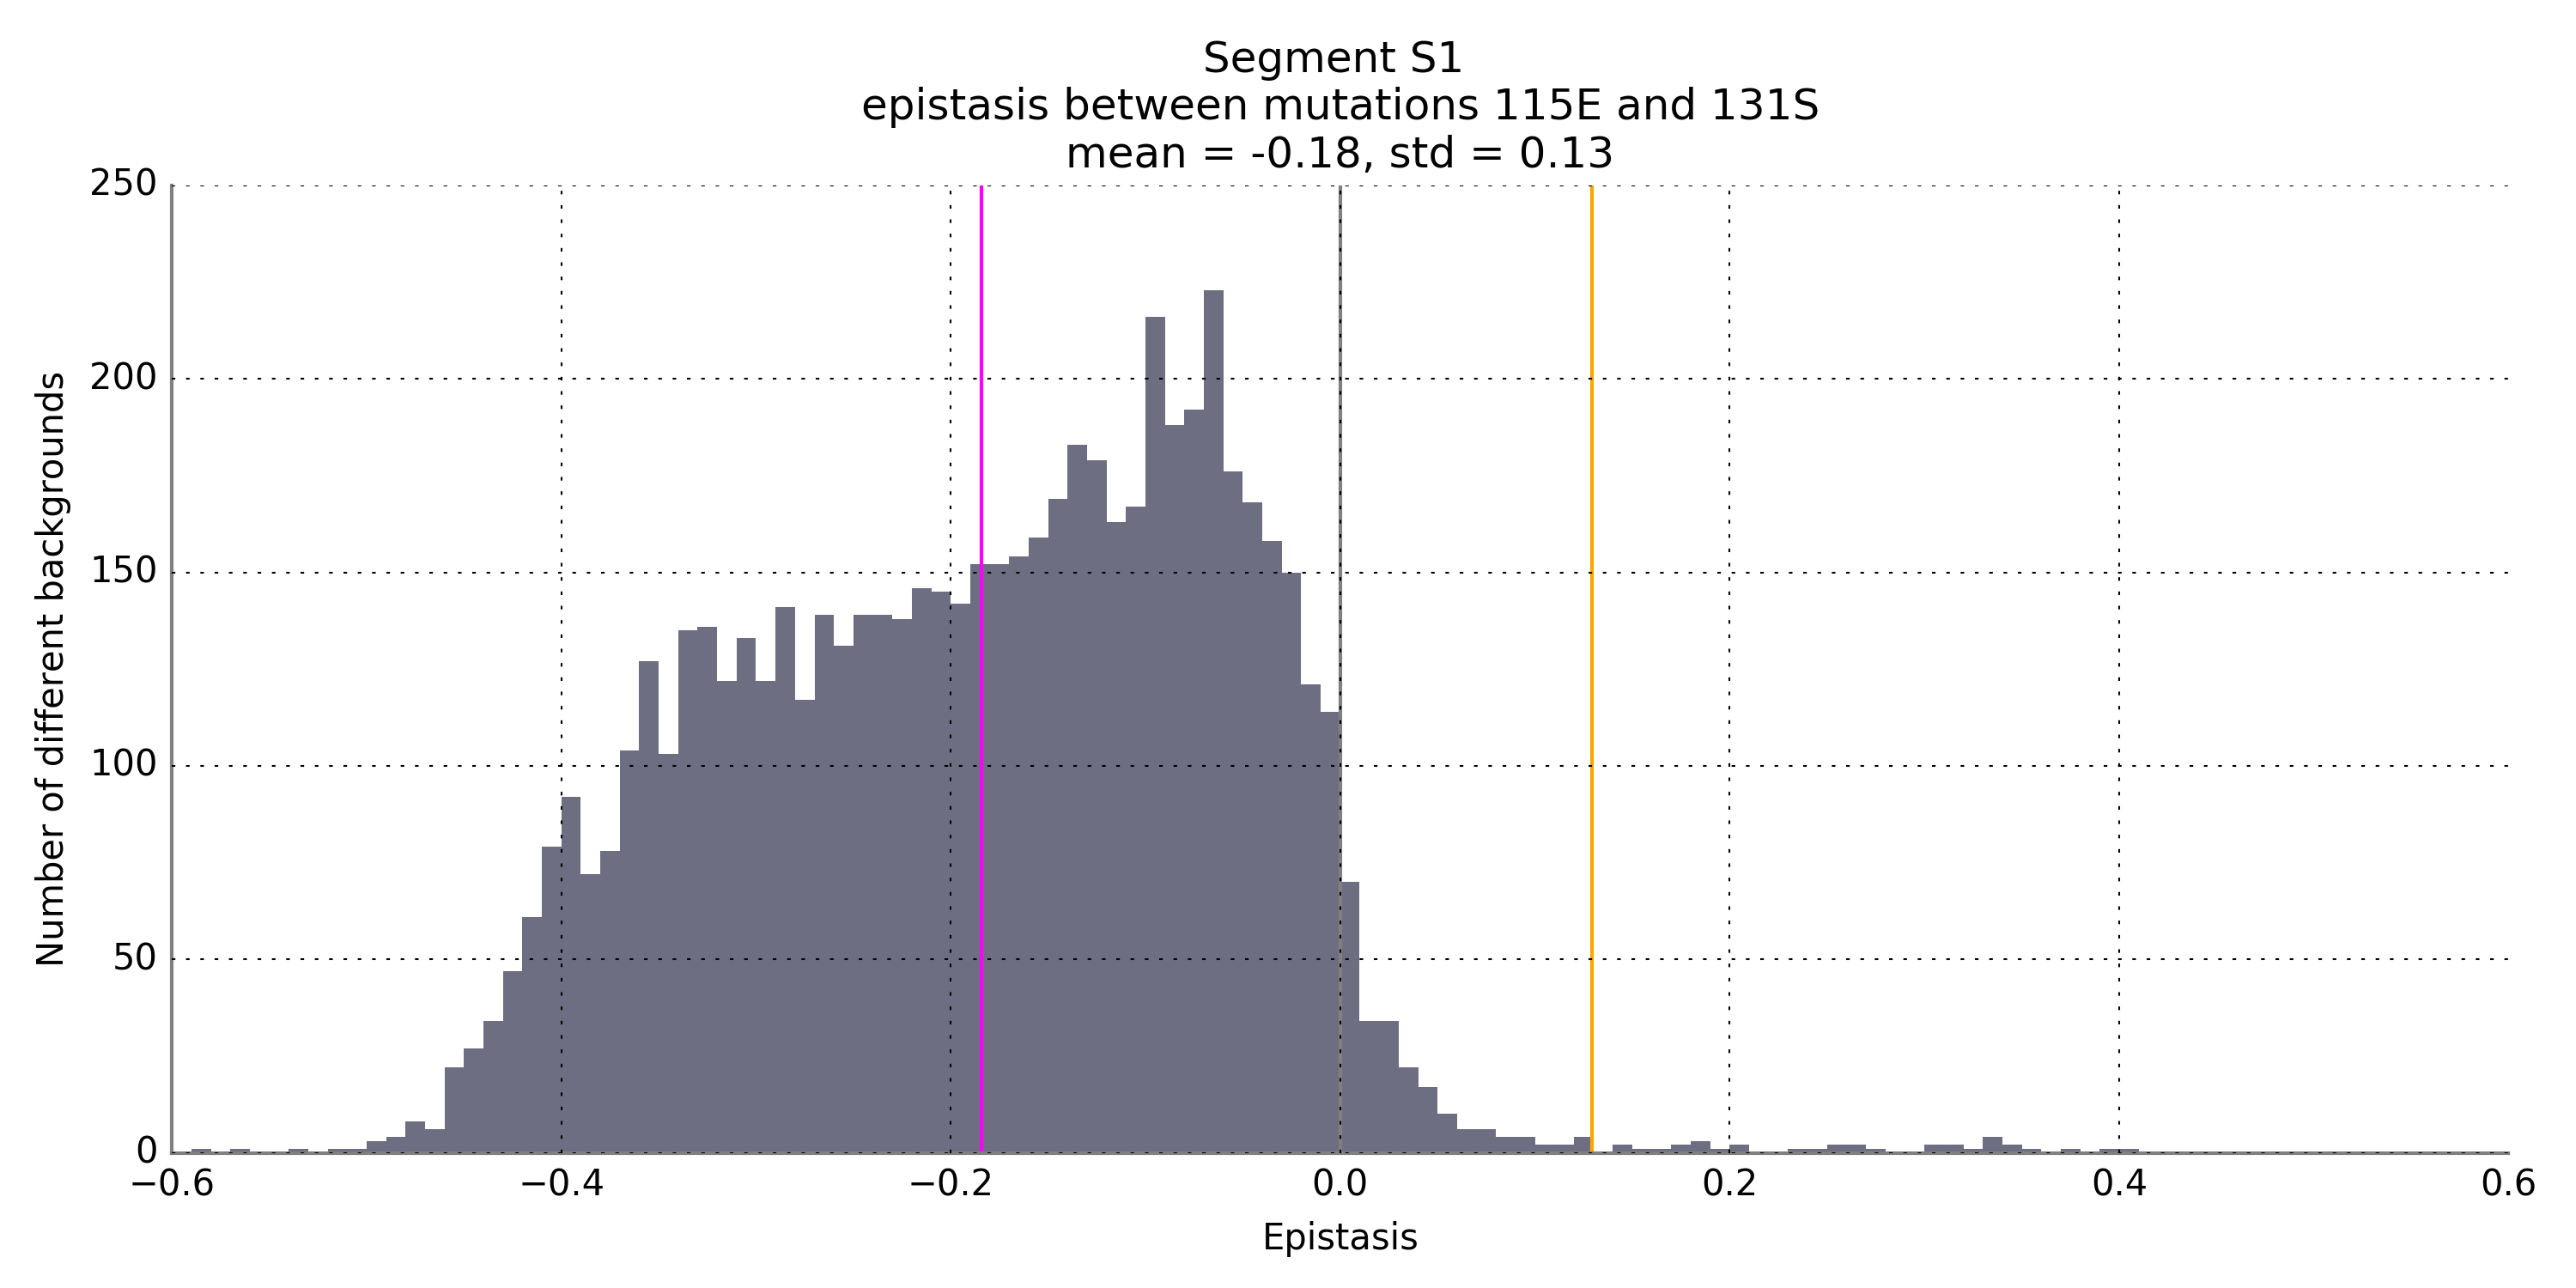 Segment S1
epistasis between mutations 115E and 131S
mean = -0.18, std = 0.13
250
200
150
100
50
0
Number of different backgrounds
−0.6 −0.4 −0.2 0.0 0.2 0.4 0.6
Epistasis